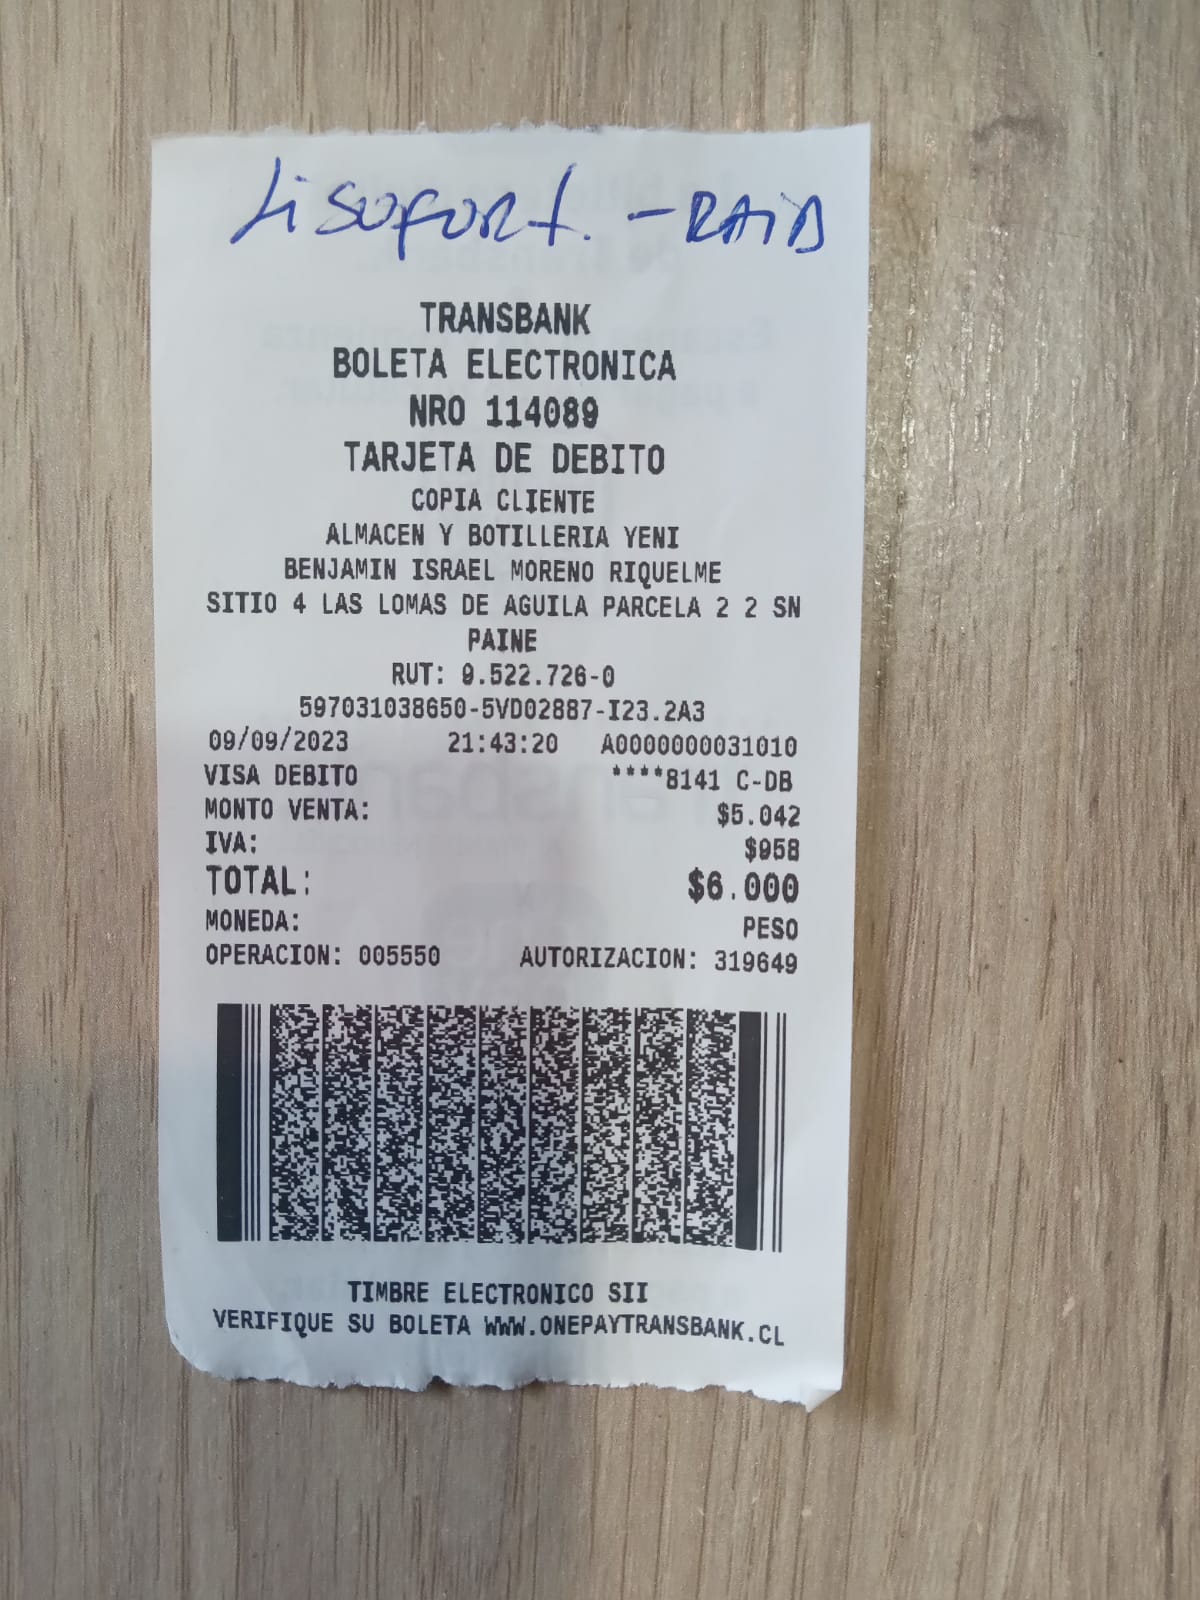 Lisofort. - RAID
TRANSBANK
BOLETA ELECTRONICA
NRO 114089
TARJETA DE DEBITO
COPIA CLIENTE
ALMACEN Y BOTILLERIA YENI
BENJAMIN ISRAEL MORENO RIQUELME
SITIO 4 LAS LOMAS DE AGUILA PARCELA 2 2 SN
PAINE
RUT: 9.522.726-0
597031038650-5VD02887-I23.2A3
09/09/2023 21:43:20 A0000000031010
VISA DEBITO ****8141 C-DB
MONTO VENTA: $5.042
IVA: $958
TOTAL: $6.000
MONEDA: PESO
OPERACION: 005550 AUTORIZACION: 319649
TIMBRE ELECTRONICO SII
VERIFIQUE SU BOLETA WWW.ONEPAYTRANSBANK.CL